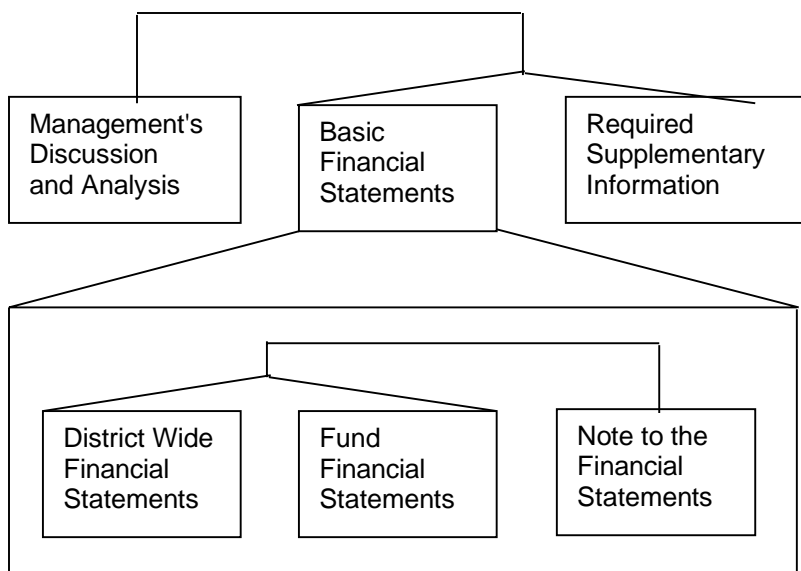 Management's
Discussion
and Analysis
Basic
Financial
Statements
Required
Supplementary
Information
District Wide
Financial
Statements
Fund
Financial
Statements
Note to the
Financial
Statements